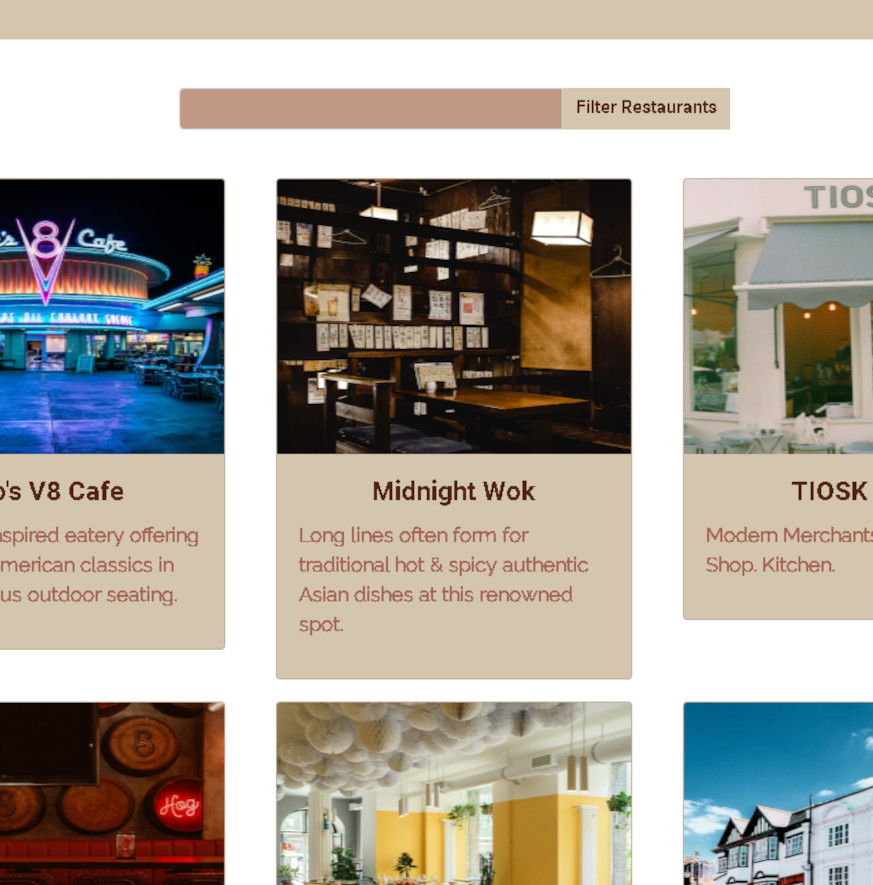 Filter Restaurants
Cafe
V8
TIOS
Hog
B
o's V8 Cafe
Midnight Wok
TIOSK
spired eatery offering
merican classics in
us outdoor seating.
Long lines often form for
traditional hot & spicy authentic
Asian dishes at this renowned
spot.
Modern Merchants
Shop. Kitchen.